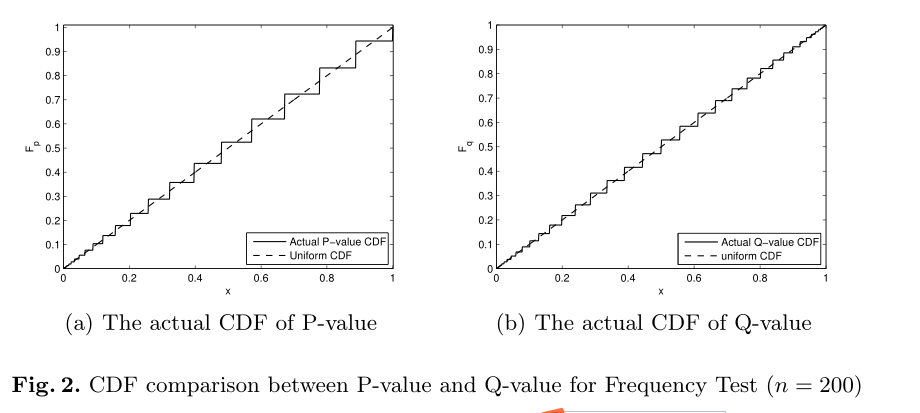 1
0.9
0.8
0.7
0.6
0.5
0.4
0.3
0.2
0.1
0
F_p
0 0.2 0.4 0.6 0.8 1
x
Actual P-value CDF
Uniform CDF
(a) The actual CDF of P-value
1
0.9
0.8
0.7
0.6
0.5
0.4
0.3
0.2
0.1
0
F_q
0 0.2 0.4 0.6 0.8 1
x
Actual Q-value CDF
uniform CDF
(b) The actual CDF of Q-value
Fig. 2. CDF comparison between P-value and Q-value for Frequency Test (n = 200)